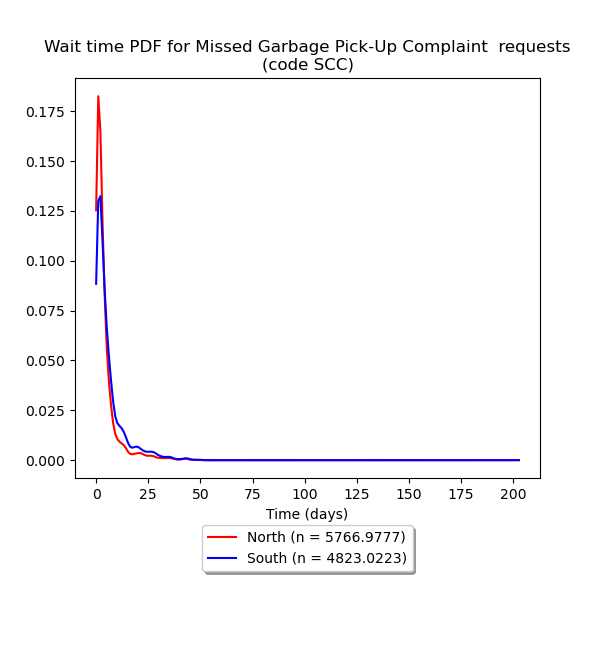 Wait time PDF for Missed Garbage Pick-Up Complaint  requests
(code SCC)
0.175
0.150
0.125
0.100
0.075
0.050
0.025
0.000
0 25 50 75 100 125 150 175 200
Time (days)
North (n = 5766.9777)
South (n = 4823.0223)